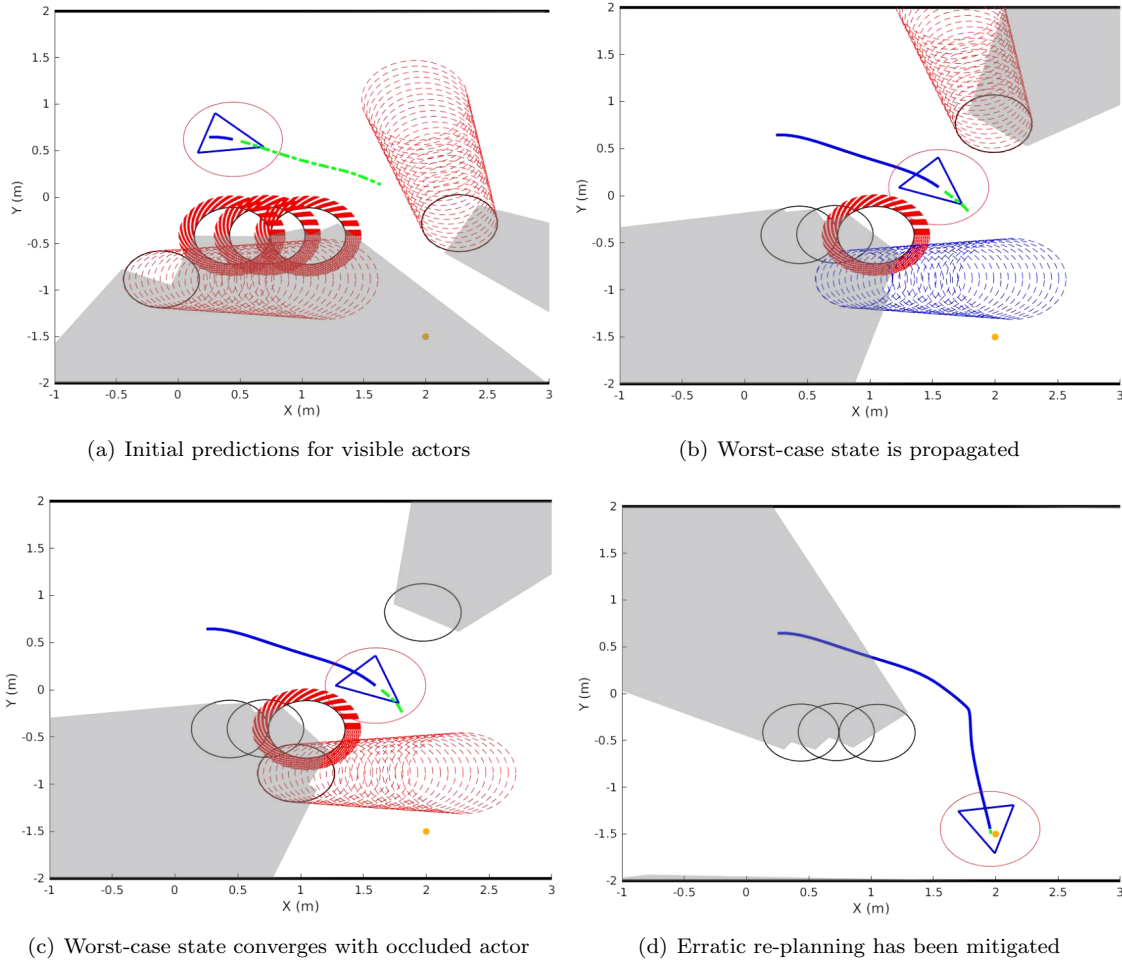 2
1.5
1
0.5
0
-0.5
-1
-1.5
-2
Y (m)
-1 -0.5 0 0.5 1 1.5 2 2.5 3
X (m)
(a) Initial predictions for visible actors
2
1.5
1
0.5
0
-0.5
-1
-1.5
-2
Y (m)
-1 -0.5 0 0.5 1 1.5 2 2.5 3
X (m)
(b) Worst-case state is propagated
2
1.5
1
0.5
0
-0.5
-1
-1.5
-2
Y (m)
-1 -0.5 0 0.5 1 1.5 2 2.5 3
X (m)
(c) Worst-case state converges with occluded actor
2
1.5
1
0.5
0
-0.5
-1
-1.5
-2
Y (m)
-1 -0.5 0 0.5 1 1.5 2 2.5 3
X (m)
(d) Erratic re-planning has been mitigated